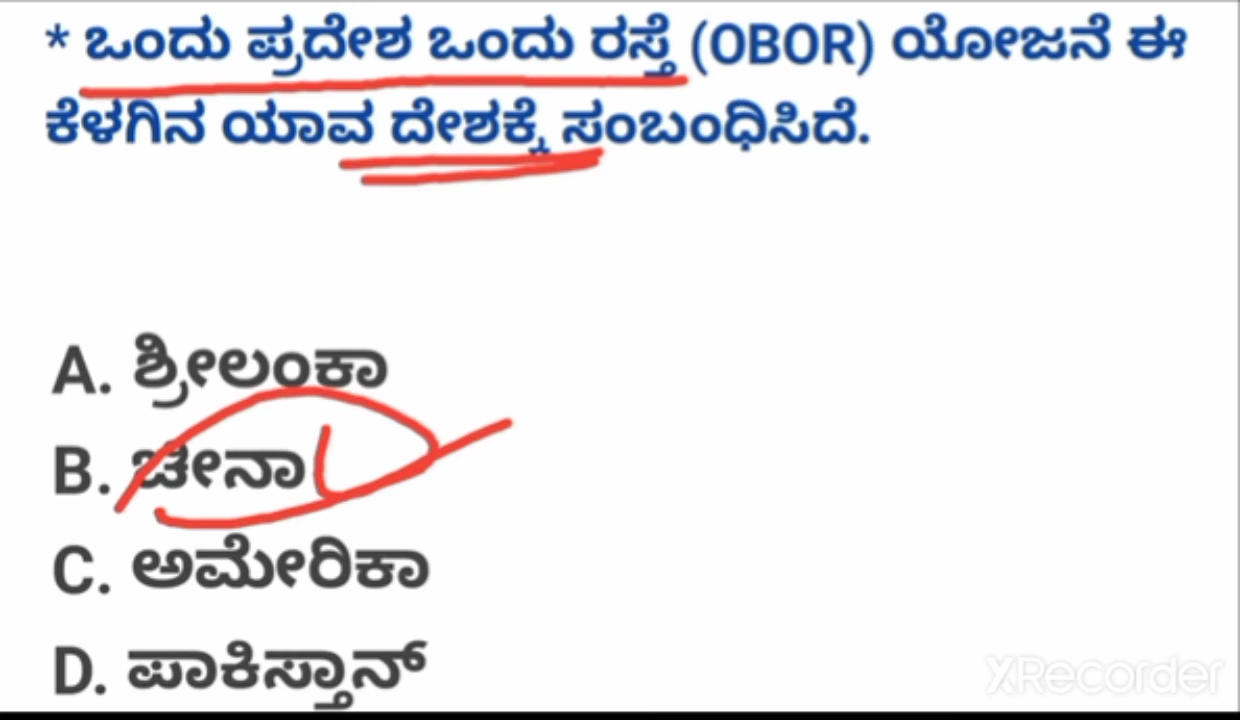 * ಒಂದು ಪ್ರದೇಶ ಒಂದು ರಸ್ತೆ (OBOR) ಯೋಜನೆ ಈ
ಕೆಳಗಿನ ಯಾವ ದೇಶಕ್ಕೆ ಸಂಬಂಧಿಸಿದೆ.
A. ಶ್ರೀಲಂಕಾ
B. ಚೀನಾ
C. ಅಮೇರಿಕಾ
D. ಪಾಕಿಸ್ತಾನ್
XRecorder